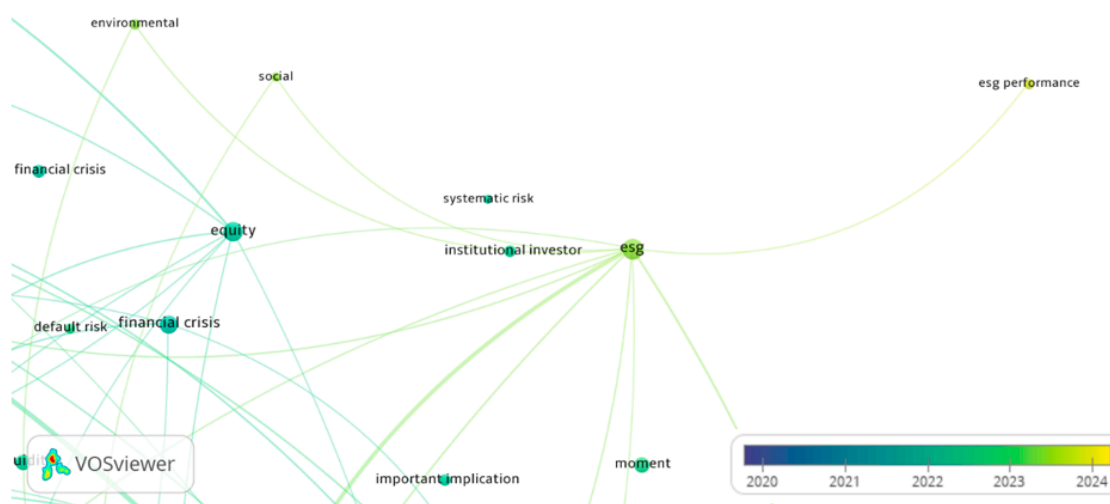 environmental
social
esg performance
financial crisis
systematic risk
equity
institutional investor
esg
default risk
financial crisis
VOSviewer
moment
important implication
2020
2021
2022
2023
2024